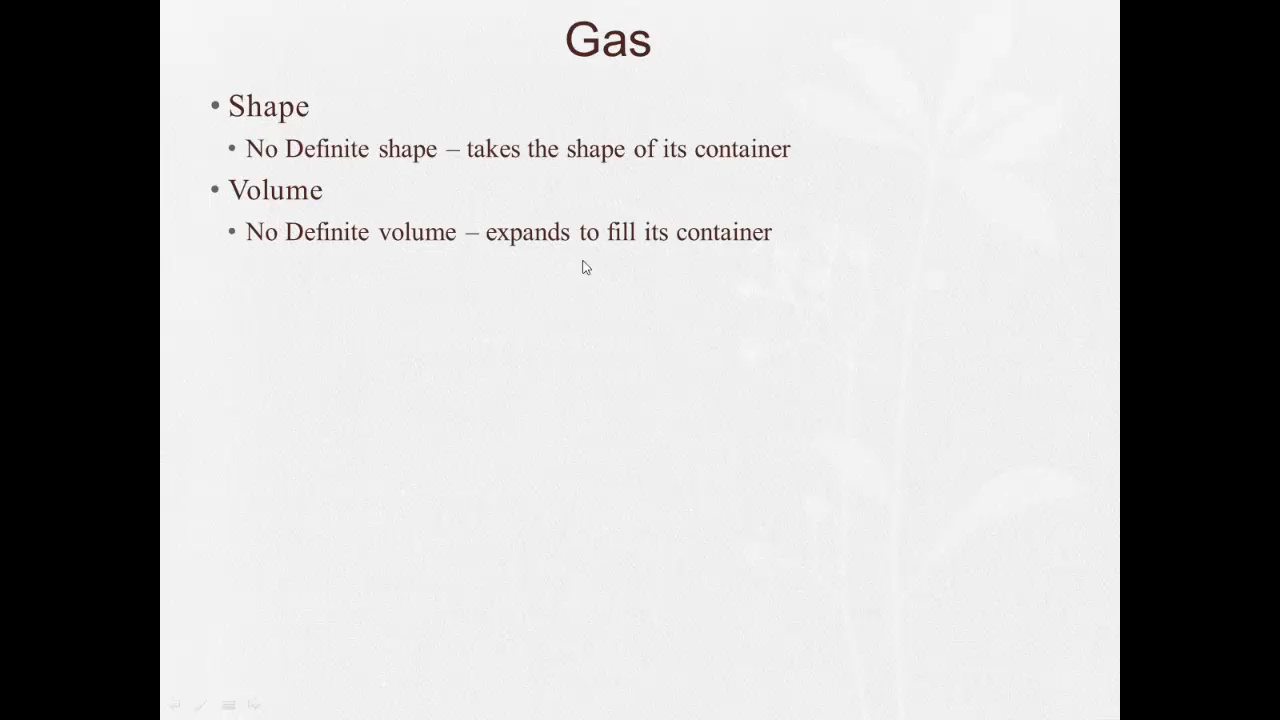 Gas
• Shape
• No Definite shape – takes the shape of its container
• Volume
• No Definite volume – expands to fill its container